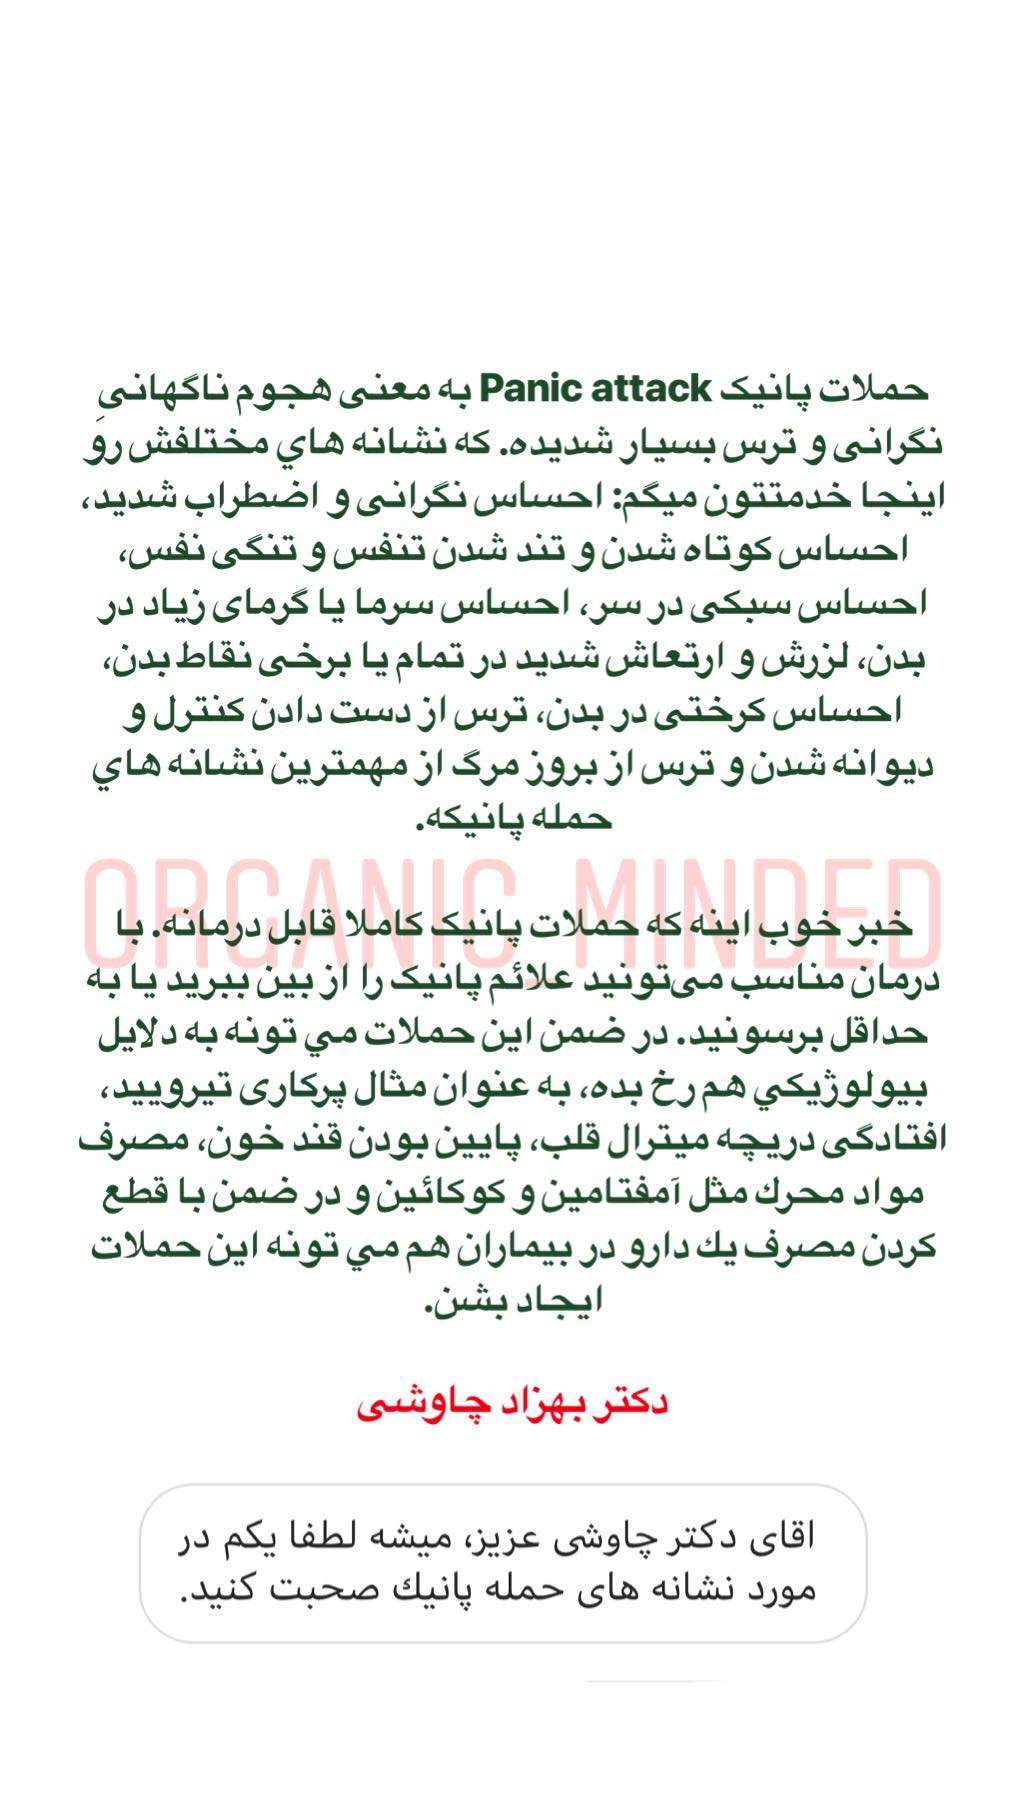 حملات پانیک Panic attack به معنی هجوم ناگهانیِ
نگرانی و ترس بسیار شدیده. که نشانه هاي مختلفش روَ
اینجا خدمتتون میگم: احساس نگرانی و اضطراب شدید،
احساس کوتاه شدن و تند شدن تنفس و تنگی نفس،
احساس سبکی در سر، احساس سرما یا گرمای زیاد در
بدن، لزرش و ارتعاش شدید در تمام یا برخی نقاط بدن،
احساس کرختی در بدن، ترس از دست دادن کنترل و
دیوانه شدن و ترس از بروز مرگ از مهمترین نشانه هاي
حمله پانیکه.
ORGANIC_MINDED
خبر خوب اینه که حملات پانیک کاملا قابل درمانه. با
درمان مناسب می‌تونید علائم پانیک را از بین ببرید یا به
حداقل برسونید. در ضمن این حملات مي تونه به دلایل
بیولوژیکي هم رخ بده، به عنوان مثال پرکاری تیرویید،
افتادگی دریچه میترال قلب، پایین بودن قند خون، مصرف
مواد محرك مثل آمفتامین و کوکائین و در ضمن با قطع
کردن مصرف يك دارو در بیماران هم مي تونه این حملات
ایجاد بشن.
دکتر بهزاد چاوشی
اقای دکتر چاوشی عزیز، میشه لطفا یکم در
مورد نشانه های حمله پانيك صحبت کنید.